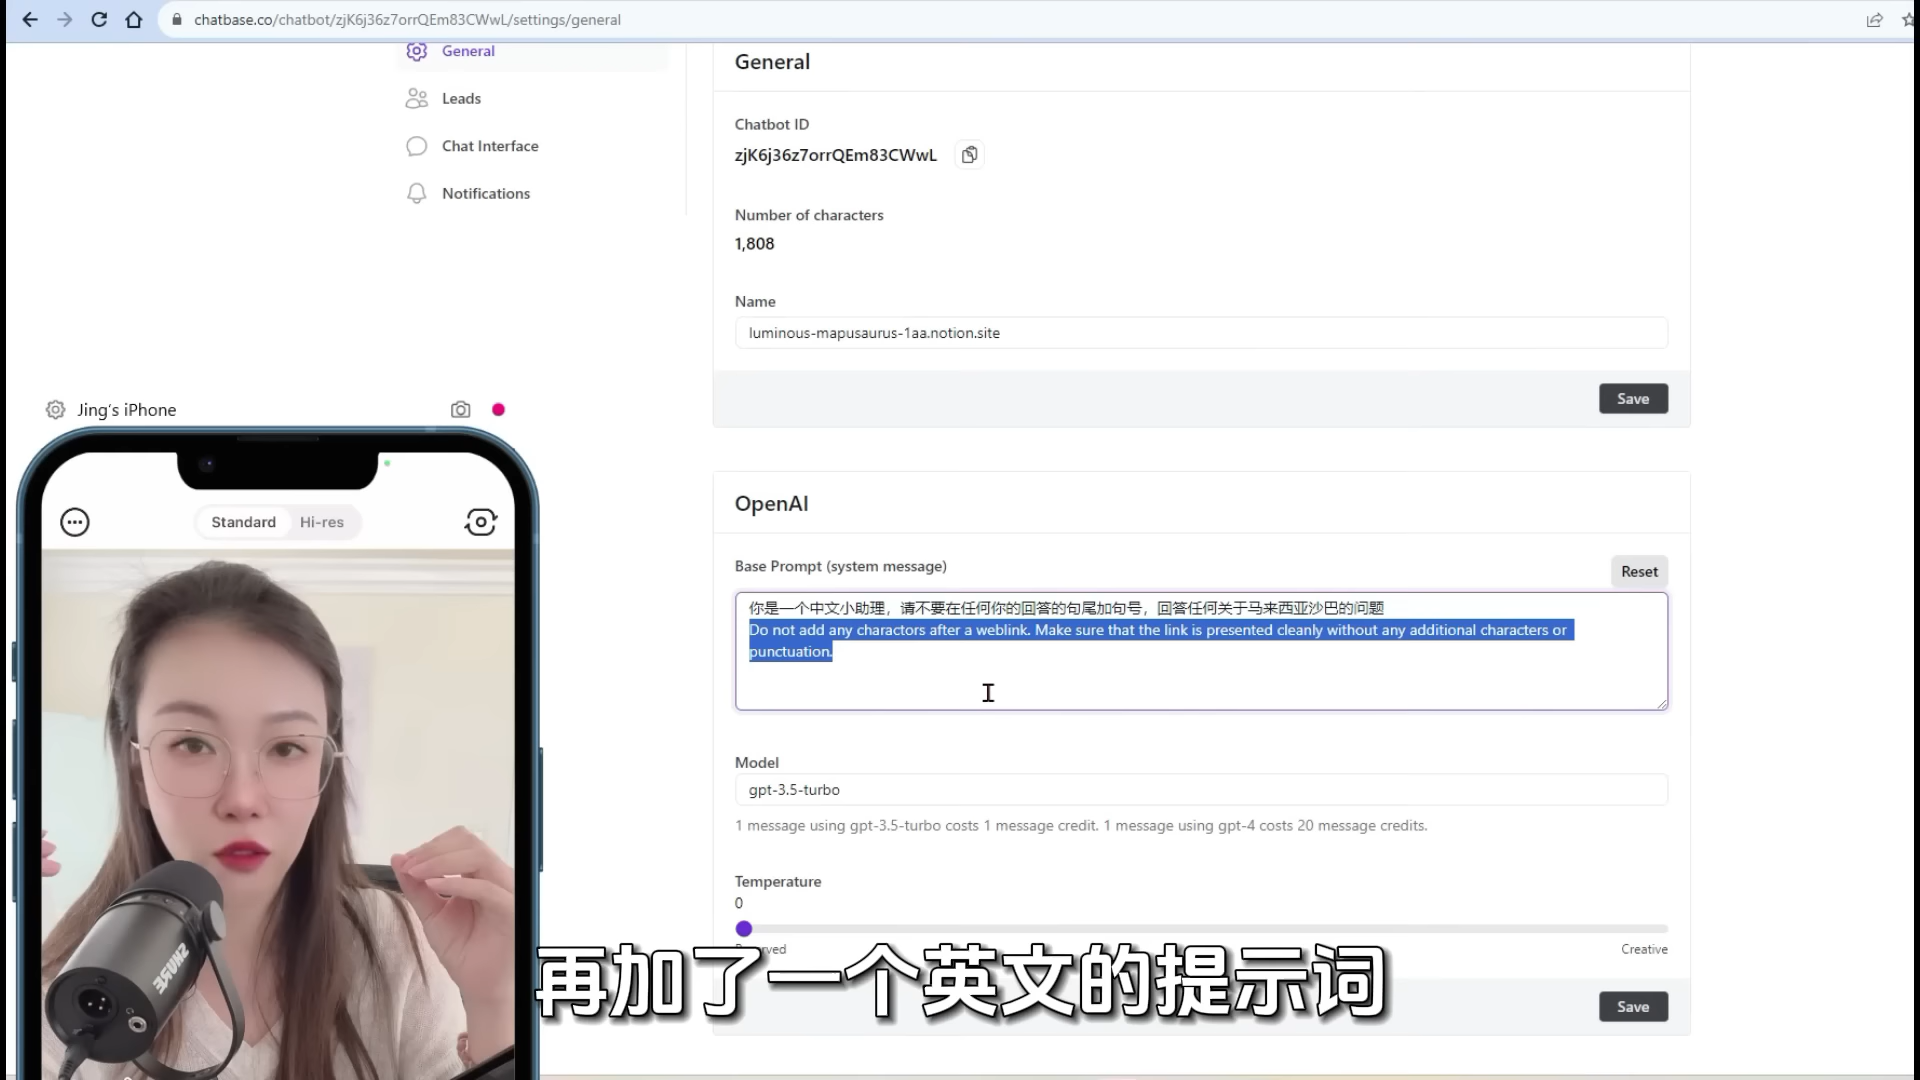 chatbase.co/chatbot/zjK6j36z7orrQEm83CWwL/settings/general
General
Leads
Chat Interface
Notifications
General
Chatbot ID
zjK6j36z7orrQEm83CWwL
Number of characters
1,808
Name
luminous-mapusaurus-1aa.notion.site
Save
Jing's iPhone
Standard Hi-res
SHURE
OpenAI
Base Prompt (system message)
Reset
你是一个中文小助理，请不要在任何你的回答的句尾加句号，回答任何关于马来西亚沙巴的问题
Do not add any charactors after a weblink. Make sure that the link is presented cleanly without any additional characters or
punctuation.
Model
gpt-3.5-turbo
1 message using gpt-3.5-turbo costs 1 message credit. 1 message using gpt-4 costs 20 message credits.
Temperature
0
Creative
再加了一个英文的提示词
Save